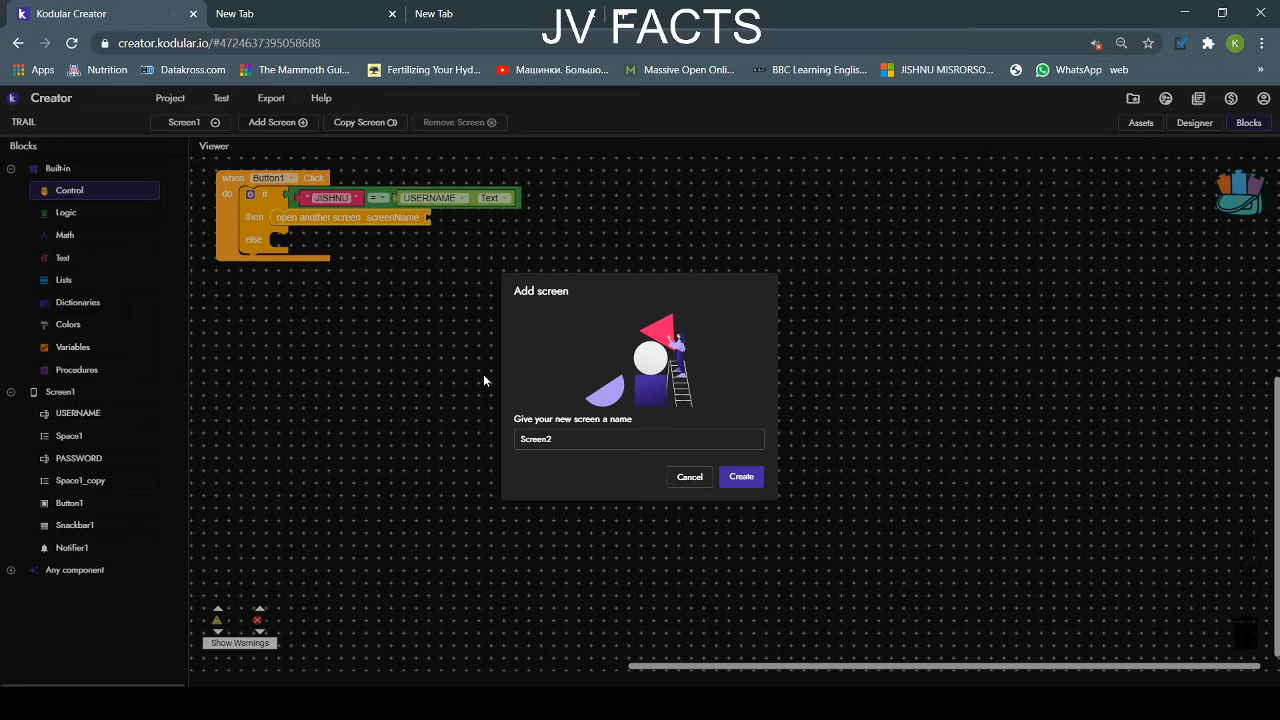 Kodular Creator
New Tab
New Tab
JV FACTS
creator.kodular.io/#4724637395058688
K
Apps
Nutrition
Datakoss.com
The Mammoth Gui...
Fertilizing Your Hyd...
Машинки. Большо...
Massive Open Onli...
BBC Learning Englis...
JISHNU MISRORSO...
WhatsApp web
»
Creator
Project
Test
Export
Help
TRAIL
Screen1
Add Screen
Copy Screen
Remove Screen
Assets
Designer
Blocks
Blocks
Viewer
Built-in
Control
Logic
Math
Text
Lists
Dictionaries
Colors
Variables
Procedures
Screen1
USERNAME
Space1
PASSWORD
Space1_copy
Button1
Snackbar1
Notifier1
Any component
when Button1 . Click
do if " JISHNU " = USERNAME . Text
then open another screen screenName
else
Add screen
Give your new screen a name
Screen2
Cancel
Create
Show Warnings